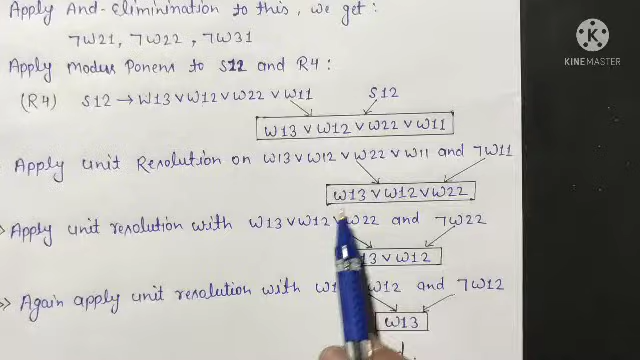 Apply And-eliminination to this, we get:
¬W21, ¬W22, ¬W31
Apply Modus Ponens to S12 and R4:
(R4) S12 → W13 ∨ W12 ∨ W22 ∨ W11 S12
W13 ∨ W12 ∨ W22 ∨ W11
Apply unit Resolution on W13 ∨ W12 ∨ W22 ∨ W11 and ¬W11
W13 ∨ W12 ∨ W22
Apply unit resolution with W13 ∨ W12 ∨ W22 and ¬W22
13 ∨ W12
>> Again apply unit resolution with W1 W12 and ¬W12
W13
KINEMASTER